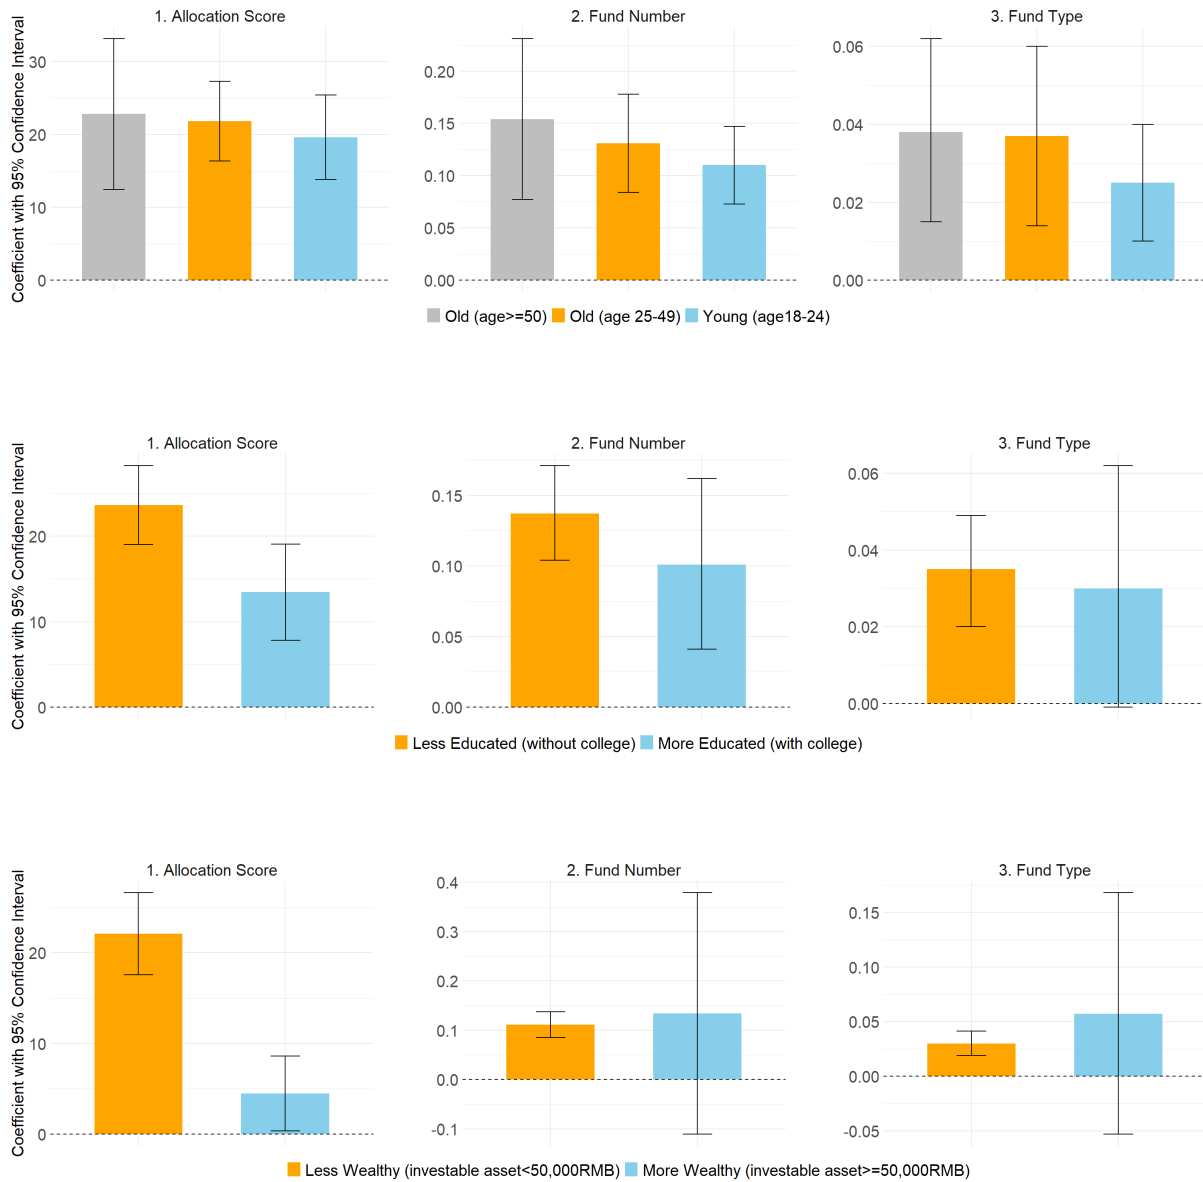 1. Allocation Score
2. Fund Number
3. Fund Type
Coefficient with 95% Confidence Interval
30
20
10
0
0.20
0.15
0.10
0.05
0.00
0.06
0.04
0.02
0.00
Old (age>=50) Old (age 25-49) Young (age18-24)
1. Allocation Score
2. Fund Number
3. Fund Type
Coefficient with 95% Confidence Interval
20
10
0
0.15
0.10
0.05
0.00
0.06
0.04
0.02
0.00
Less Educated (without college) More Educated (with college)
1. Allocation Score
2. Fund Number
3. Fund Type
Coefficient with 95% Confidence Interval
20
10
0
0.4
0.3
0.2
0.1
0.0
-0.1
0.15
0.10
0.05
0.00
-0.05
Less Wealthy (investable asset<50,000RMB) More Wealthy (investable asset>=50,000RMB)